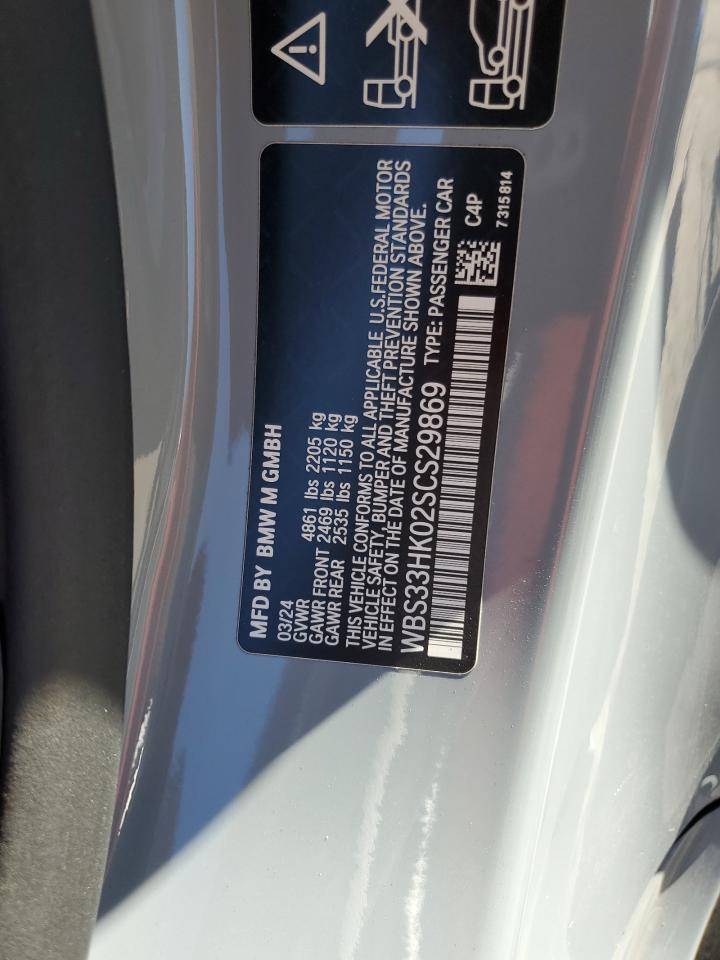 MFD BY BMW M GMBH
03/24
GVWR 4861 lbs 2205 kg
GAWR FRONT 2469 lbs 1120 kg
GAWR REAR 2535 lbs 1150 kg
THIS VEHICLE CONFORMS TO ALL APPLICABLE U.S.FEDERAL MOTOR
VEHICLE SAFETY, BUMPER AND THEFT PREVENTION STANDARDS
IN EFFECT ON THE DATE OF MANUFACTURE SHOWN ABOVE.
WBS33HK02SCS29869 TYPE: PASSENGER CAR
C4P
7315814